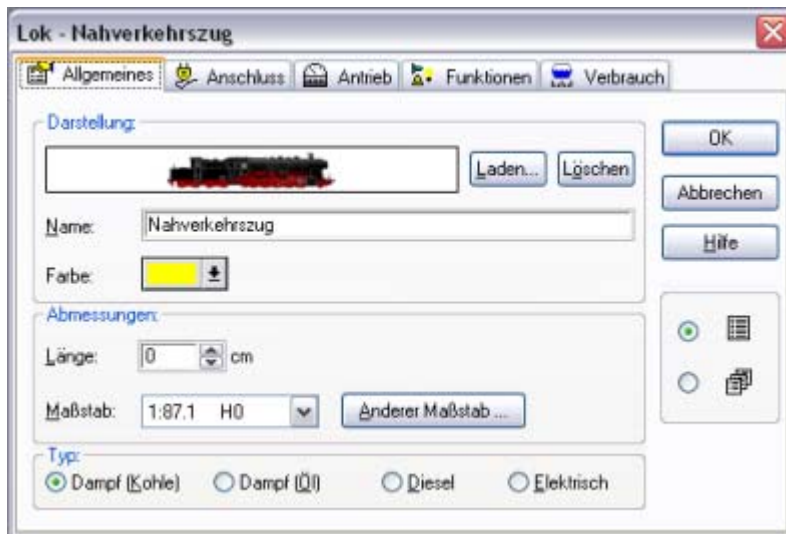 Lok - Nahverkehrszug
Allgemeines Anschluss Antrieb Funktionen Verbrauch
Darstellung:
Laden... Löschen
Name: Nahverkehrszug
Farbe:
Abmessungen:
Länge: 0 cm
Maßstab: 1:87.1 H0 Anderer Maßstab ...
Typ:
Dampf (Kohle) Dampf (Öl) Diesel Elektrisch
OK
Abbrechen
Hilfe